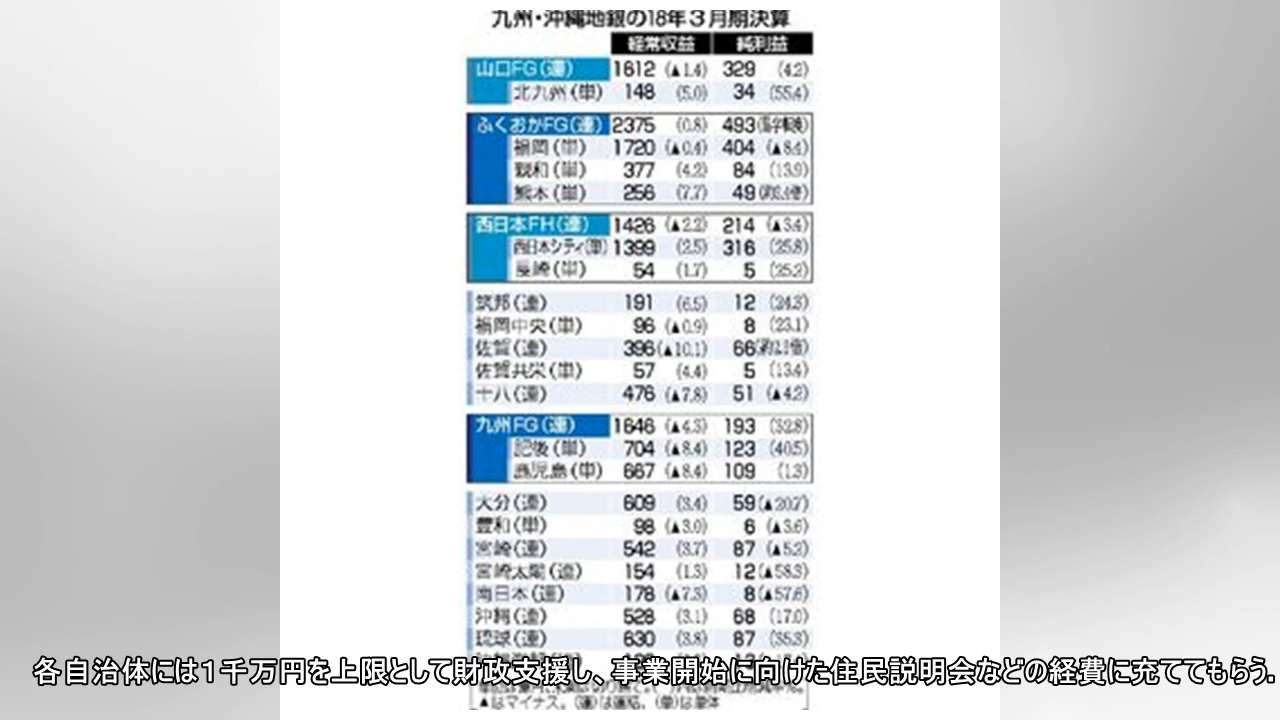 九州・沖縄地銀の18年3月期決算
経常収益 純利益
山口FG(連) 1612 (▲1.4) 329 (4.2)
北九州(単) 148 (5.0) 34 (55.4)
ふくおかFG(連) 2375 (0.8) 493
福岡(単) 1720 (▲0.4) 404 (▲8.4)
親和(単) 377 (4.2) 84 (13.9)
熊本(単) 256 (7.7) 49
西日本FH(連) 1426 (▲2.2) 214 (▲3.4)
西日本シティ(単) 1399 (2.5) 316 (25.8)
長崎(単) 54 (1.7) 5 (25.2)
筑邦(連) 191 (6.5) 12 (24.3)
福岡中央(単) 96 (▲0.9) 8 (23.1)
佐賀(連) 396 (▲10.1) 66
佐賀共栄(単) 57 (4.4) 5 (13.4)
十八(連) 476 (▲7.8) 51 (▲4.2)
九州FG(連) 1646 (▲4.3) 193 (32.8)
肥後(単) 704 (▲8.4) 123 (40.5)
鹿児島(単) 667 (▲8.4) 109 (1.3)
大分(連) 609 (3.4) 59 (▲20.7)
豊和(単) 98 (▲3.0) 6 (▲3.6)
宮崎(連) 542 (3.7) 87 (▲5.2)
宮崎太陽(連) 154 (1.3) 12 (▲58.3)
南日本(連) 178 (▲7.3) 8 (▲57.6)
沖縄(連) 528 (3.1) 68 (17.0)
琉球(連) 630 (3.8) 87 (35.3)
各自治体には１千万円を上限として財政支援し、事業開始に向けた住民説明会などの経費に充ててもらう.
▲はマイナス。(連)は連結、(単)は単体